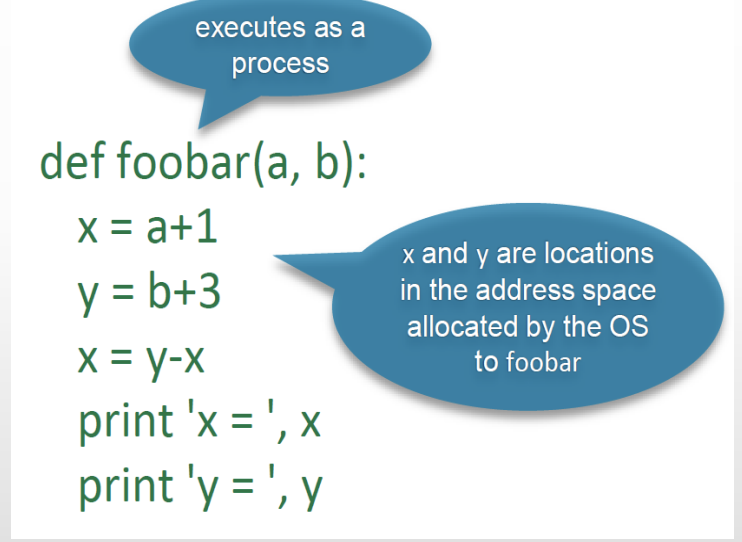 executes as a
process
def foobar(a, b):
x = a+1
y = b+3
x = y-x
print 'x = ', x
print 'y = ', y
x and y are locations
in the address space
allocated by the OS
to foobar